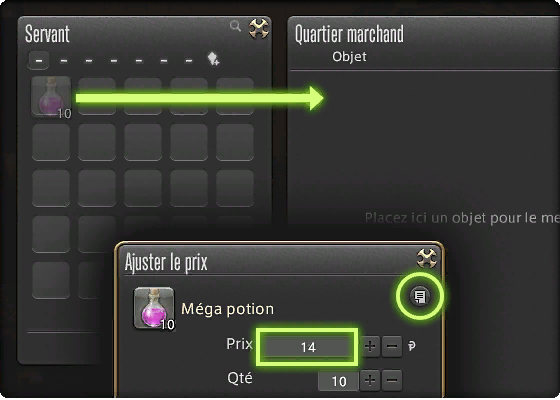 Servant
Quartier marchand
Objet
10
Placez ici un objet pour le me
Ajuster le prix
Méga potion
10
Prix
14
Qté
10